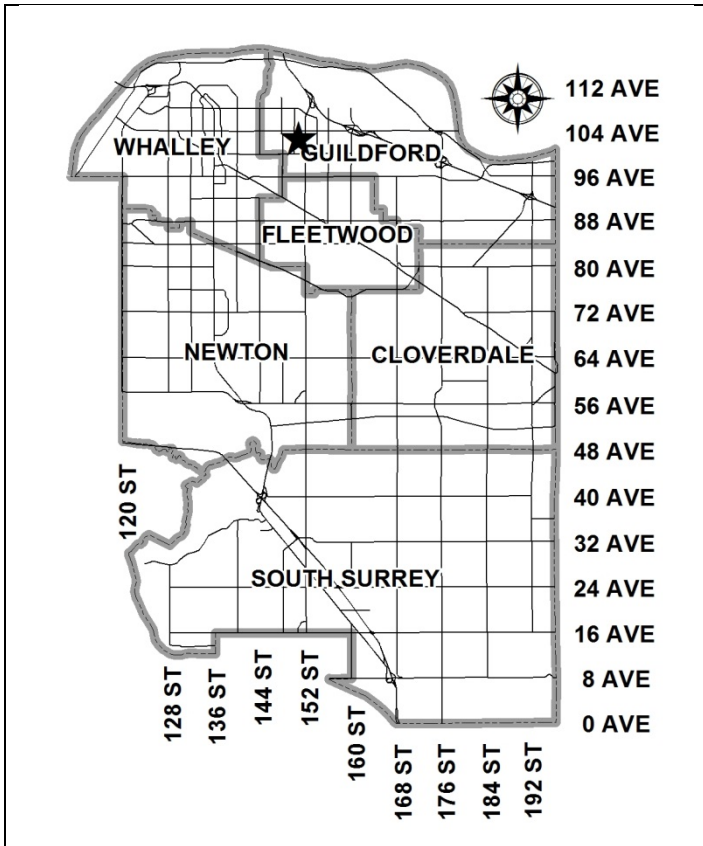 112 AVE
104 AVE
WHALLEY
GUILDFORD
96 AVE
88 AVE
FLEETWOOD
80 AVE
72 AVE
NEWTON
CLOVERDALE
64 AVE
56 AVE
48 AVE
120 ST
40 AVE
32 AVE
SOUTH SURREY
24 AVE
16 AVE
8 AVE
0 AVE
128 ST
136 ST
144 ST
152 ST
160 ST
168 ST
176 ST
184 ST
192 ST